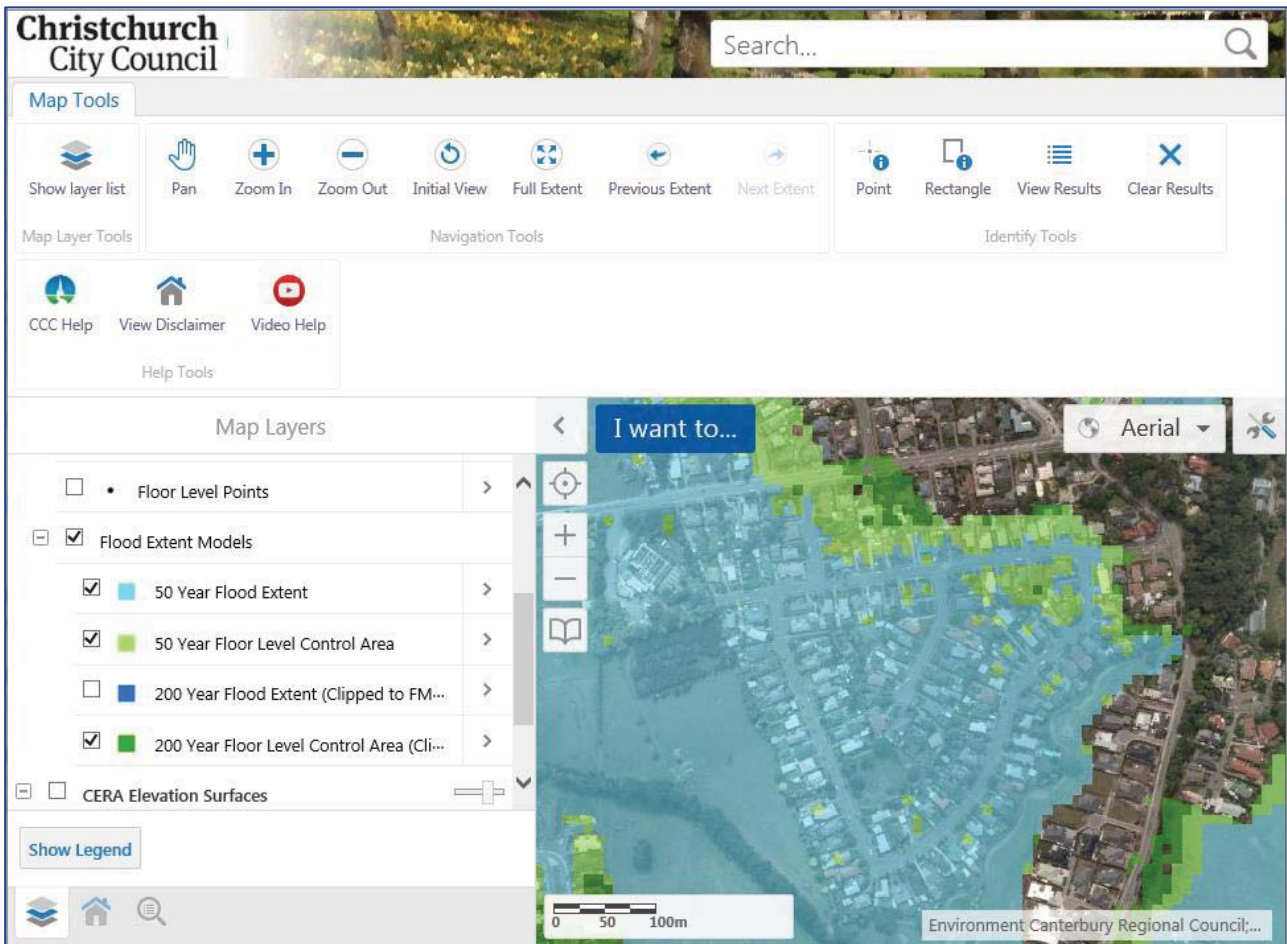 Christchurch
City Council
Search...
Map Tools
Show layer list
Pan
Zoom In
Zoom Out
Initial View
Full Extent
Previous Extent
Next Extent
Point
Rectangle
View Results
Clear Results
Map Layer Tools
Navigation Tools
Identify Tools
CCC Help
View Disclaimer
Video Help
Help Tools
Map Layers
I want to...
Aerial
Floor Level Points
Flood Extent Models
50 Year Flood Extent
50 Year Floor Level Control Area
200 Year Flood Extent (Clipped to FM...
200 Year Floor Level Control Area (Cli...
CERA Elevation Surfaces
Show Legend
0 50 100m
Environment Canterbury Regional Council;...